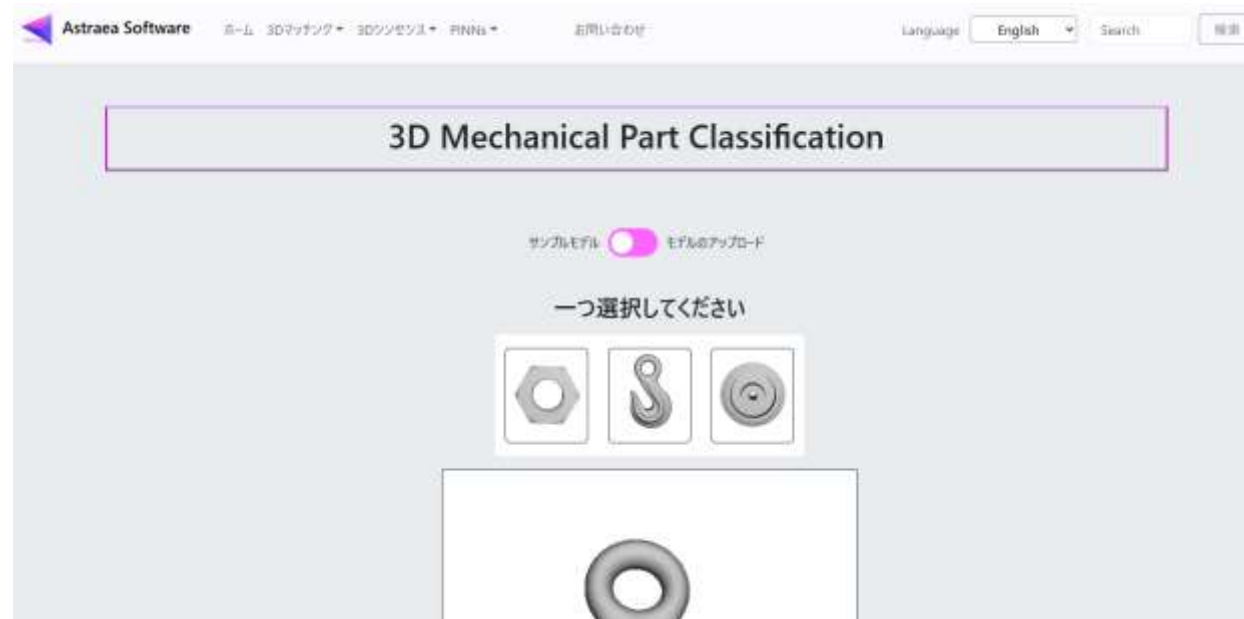 Astraea Software ホーム 3Dマッチング 3Dシンセンス PINNs お問い合わせ Language English Search 検索
3D Mechanical Part Classification
サンプルモデル モデルのアップロード
一つ選択してください